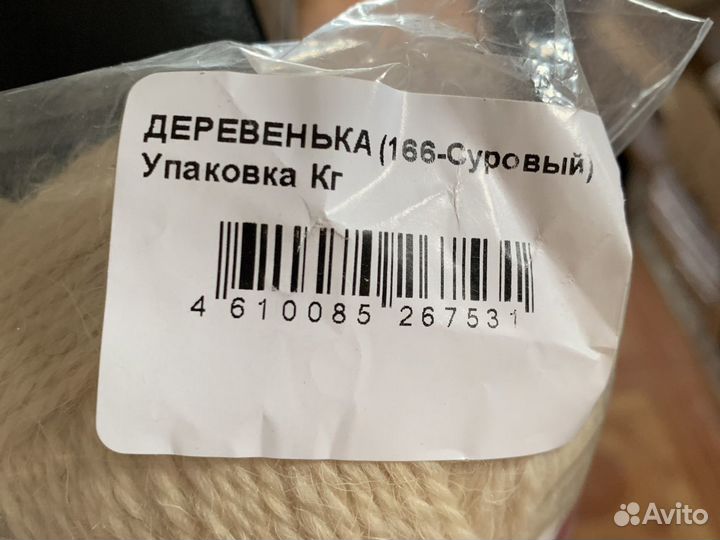 ДЕРЕВЕНЬКА (166-Суровый)
Упаковка Кг
4 610085 267531
Avito